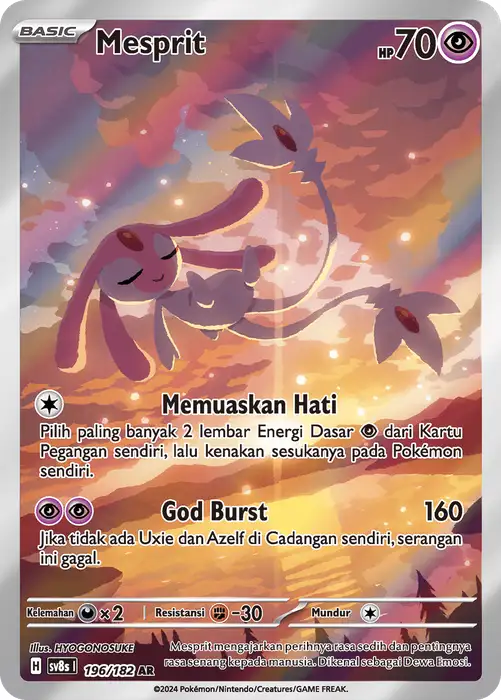 BASIC Mesprit HP 70
Memuaskan Hati
Pilih paling banyak 2 lembar Energi Dasar dari Kartu
Pegangan sendiri, lalu kenakan sesukanya pada Pokémon
sendiri.
God Burst 160
Jika tidak ada Uxie dan Azelf di Cadangan sendiri, serangan
ini gagal.
Kelemahan ×2 Resistansi -30 Mundur
Illus. HYOGONOSUKE
H sv8s I 196/182 AR
Mesprit mengajarkan perihnya rasa sedih dan pentingnya
rasa senang kepada manusia. Dikenal sebagai Dewa Emosi.
©2024 Pokémon/Nintendo/Creatures/GAME FREAK.